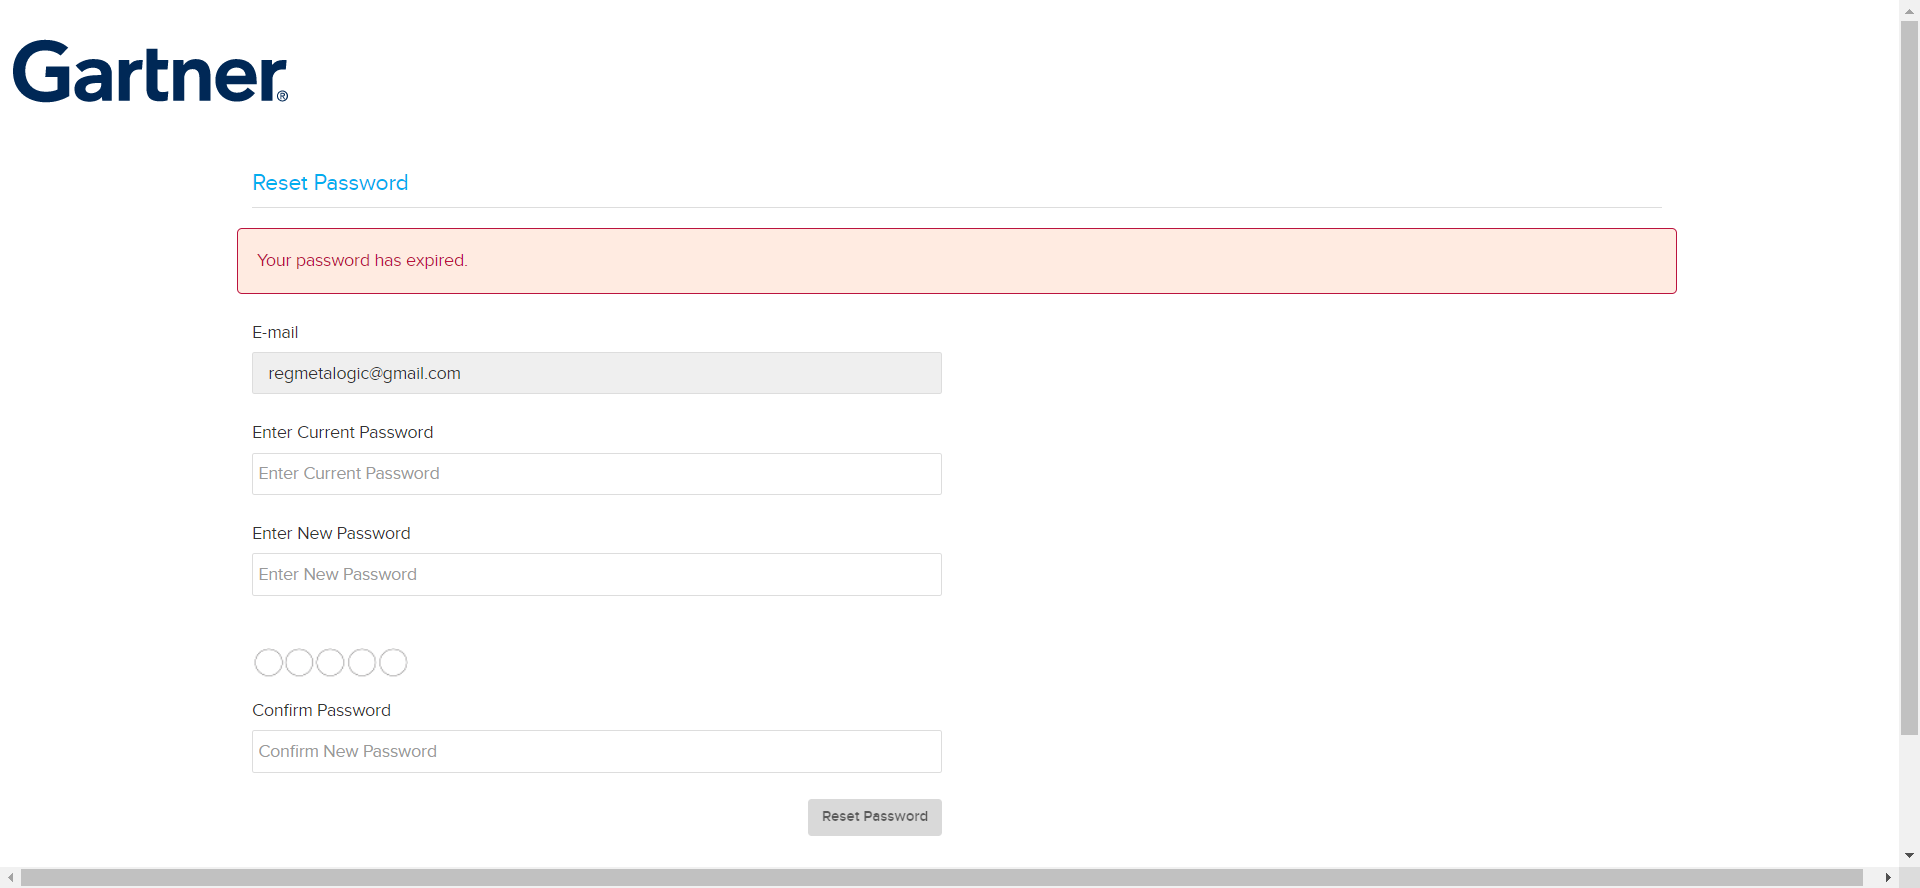 Gartner®
Reset Password
Your password has expired.
E-mail
regmetalogic@gmail.com
Enter Current Password
Enter Current Password
Enter New Password
Enter New Password
Confirm Password
Confirm New Password
Reset Password